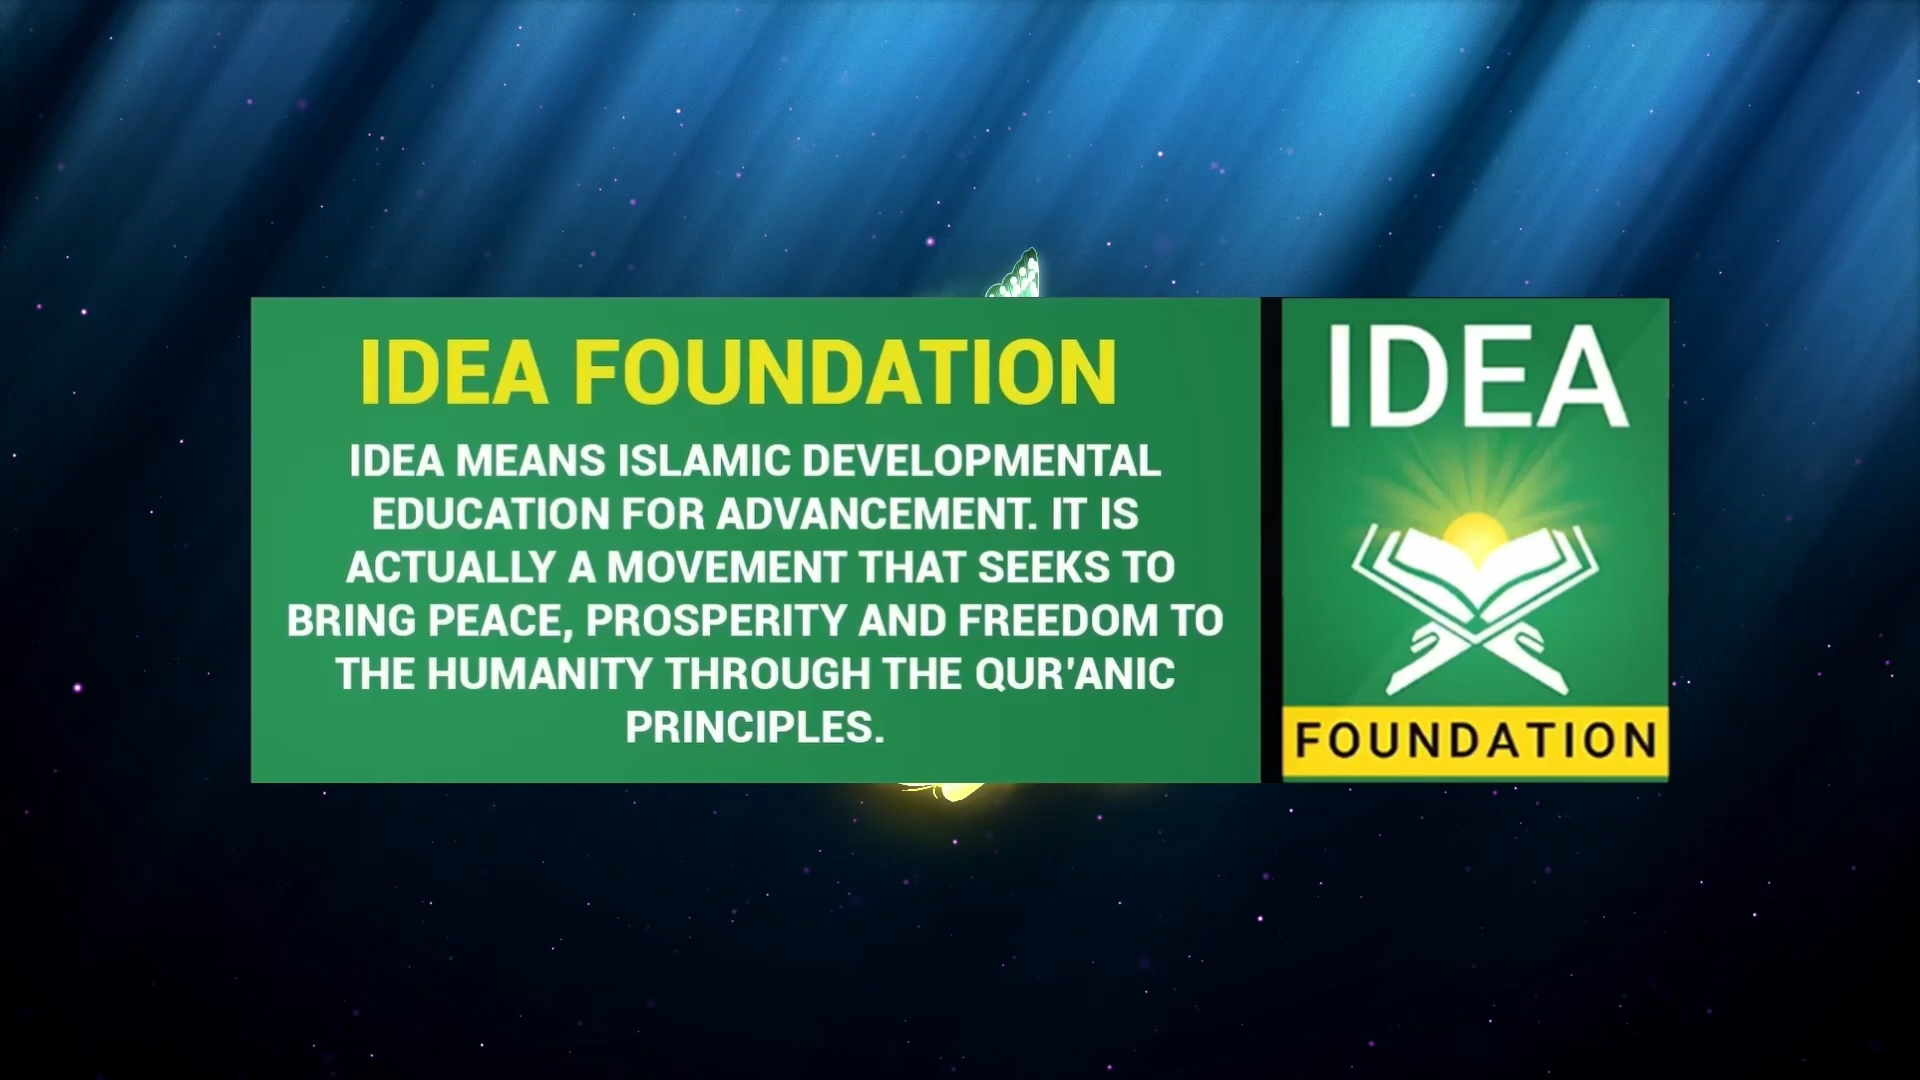 IDEA FOUNDATION
IDEA MEANS ISLAMIC DEVELOPMENTAL
EDUCATION FOR ADVANCEMENT. IT IS
ACTUALLY A MOVEMENT THAT SEEKS TO
BRING PEACE, PROSPERITY AND FREEDOM TO
THE HUMANITY THROUGH THE QUR'ANIC
PRINCIPLES.
IDEA
FOUNDATION